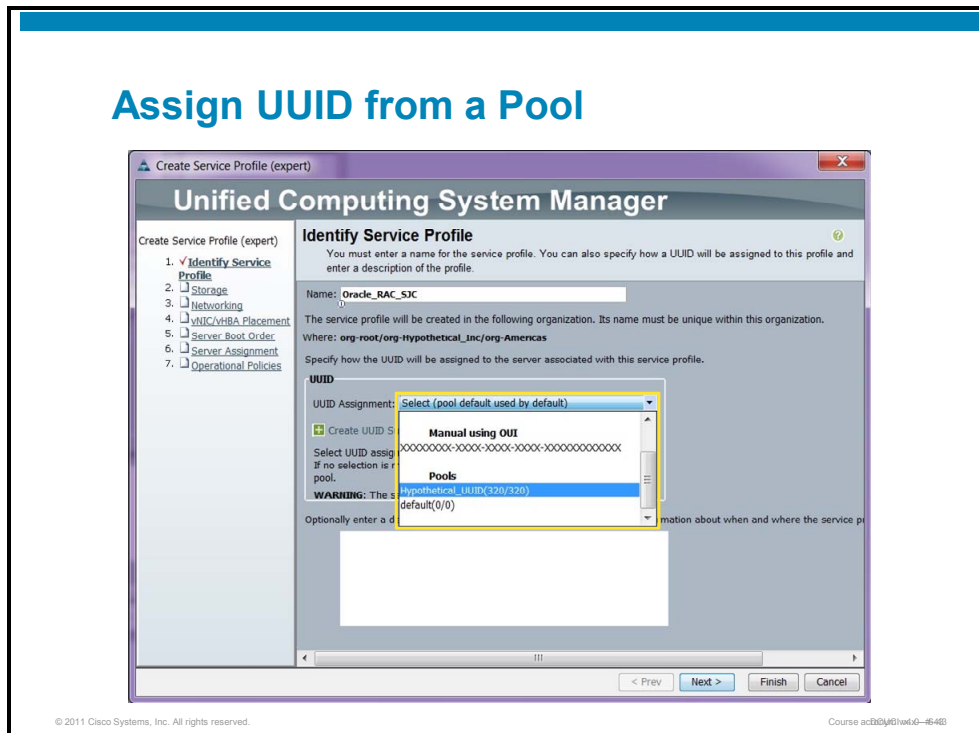 Assign UUID from a Pool
Create Service Profile (expert)
Unified Computing System Manager
Create Service Profile (expert)
1. √Identify Service
Profile
2. Storage
3. Networking
4. vNIC/vHBA Placement
5. Server Boot Order
6. Server Assignment
7. Operational Policies
Identify Service Profile
You must enter a name for the service profile. You can also specify how a UUID will be assigned to this profile and
enter a description of the profile.
Name: Oracle_RAC_SJC
The service profile will be created in the following organization. Its name must be unique within this organization.
Where: org-root/org-Hypothetical_Inc/org-Americas
Specify how the UUID will be assigned to the server associated with this service profile.
UUID
UUID Assignment: Select (pool default used by default)
Create UUID S
Manual using OUI
XXXXXXXX-XXXX-XXXX-XXXX-XXXXXXXXXXXX
Select UUID assig
If no selection is
pool.
Pools
Hypothetical_UUID(320/320)
default(0/0)
WARNING: The s
Optionally enter a d
mation about when and where the service p
< Prev Next > Finish Cancel
© 2011 Cisco Systems, Inc. All rights reserved.
Course